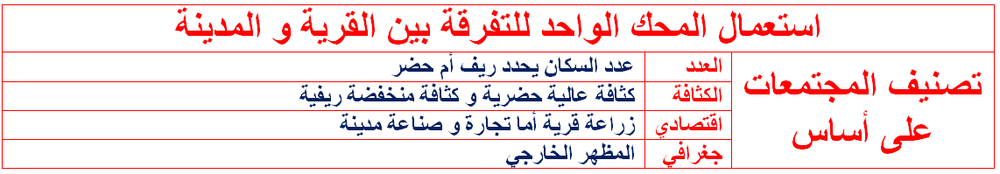 استعمال المحك الواحد للتفرقة بين القرية و المدينة
تصنيف المجتمعات
على أساس
العدد عدد السكان يحدد ريف أم حضر
الكثافة كثافة عالية حضرية و كثافة منخفضة ريفية
اقتصادي زراعة قرية أما تجارة و صناعة مدينة
جغرافي المظهر الخارجي